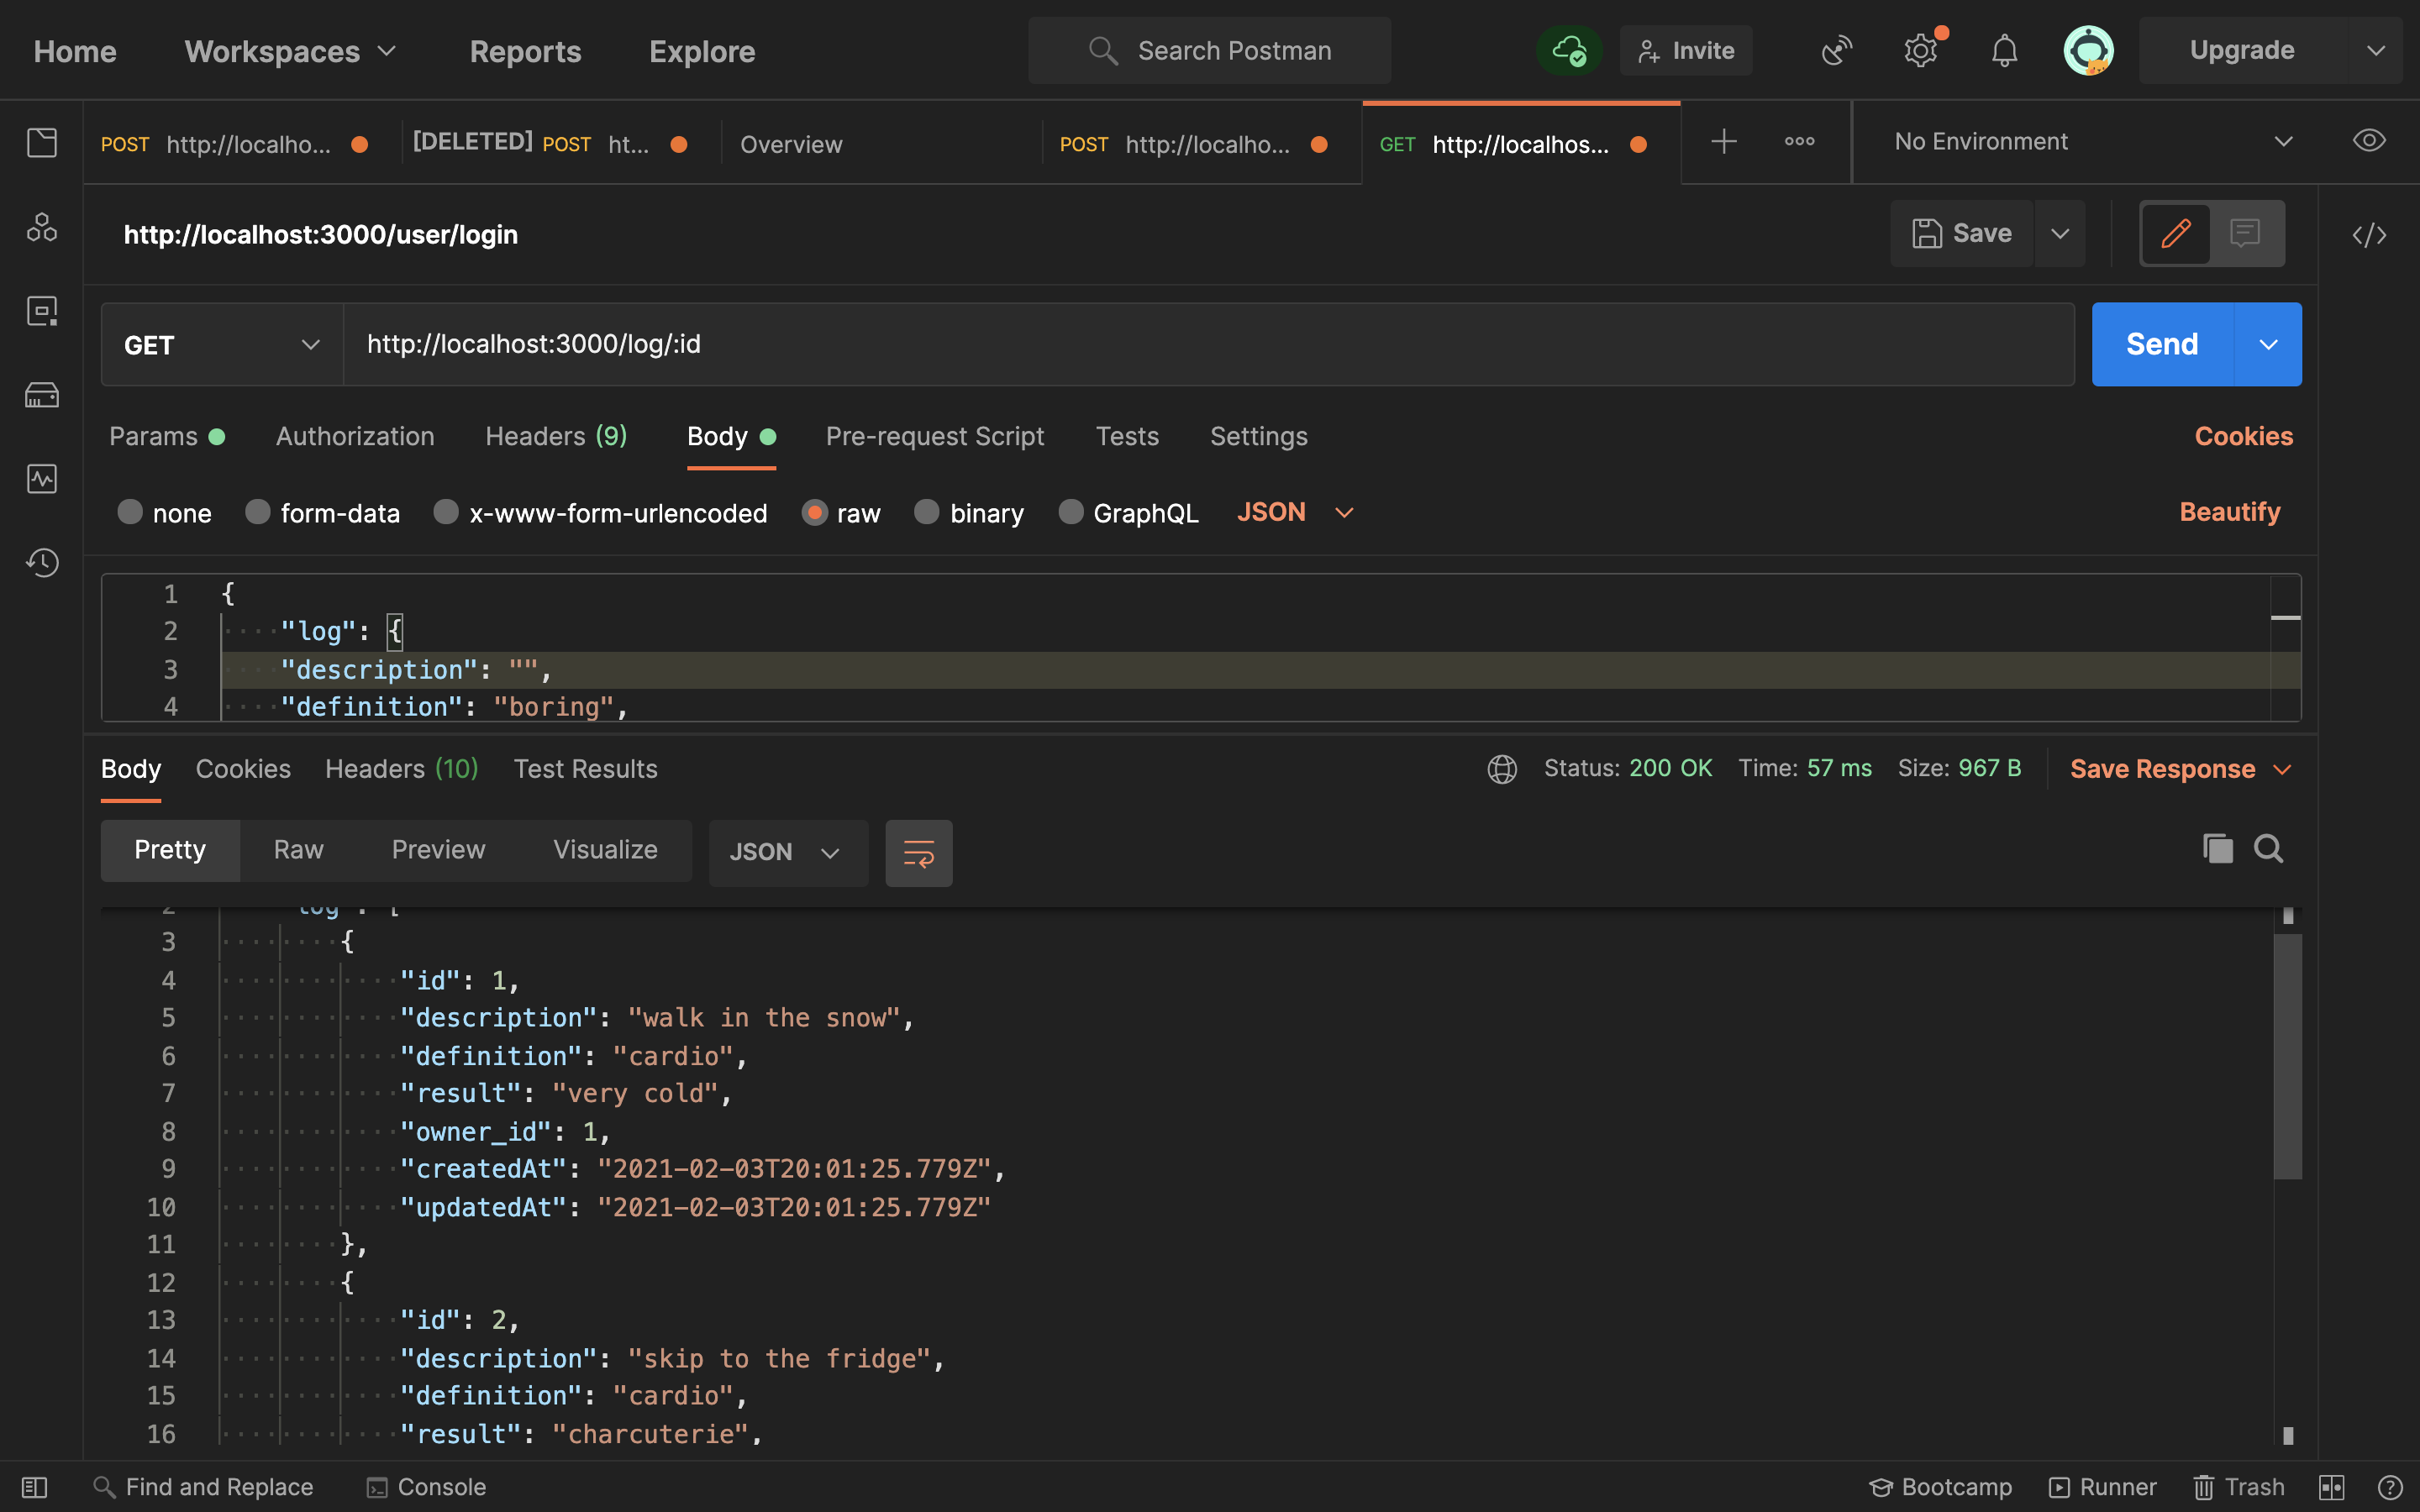 Home Workspaces Reports Explore Search Postman Invite Upgrade
POST http://localho... [DELETED] POST ht... Overview POST http://localho... GET http://localhos... No Environment
http://localhost:3000/user/login Save
GET http://localhost:3000/log/:id Send
Params Authorization Headers (9) Body Pre-request Script Tests Settings Cookies
none form-data x-www-form-urlencoded raw binary GraphQL JSON Beautify
1 {
2 "log": {
3 "description": "",
4 "definition": "boring",
Body Cookies Headers (10) Test Results Status: 200 OK Time: 57 ms Size: 967 B Save Response
Pretty Raw Preview Visualize JSON
2 "log": [
3 {
4 "id": 1,
5 "description": "walk in the snow",
6 "definition": "cardio",
7 "result": "very cold",
8 "owner_id": 1,
9 "createdAt": "2021-02-03T20:01:25.779Z",
10 "updatedAt": "2021-02-03T20:01:25.779Z"
11 },
12 {
13 "id": 2,
14 "description": "skip to the fridge",
15 "definition": "cardio",
16 "result": "charcuterie",
Find and Replace Console Bootcamp Runner Trash